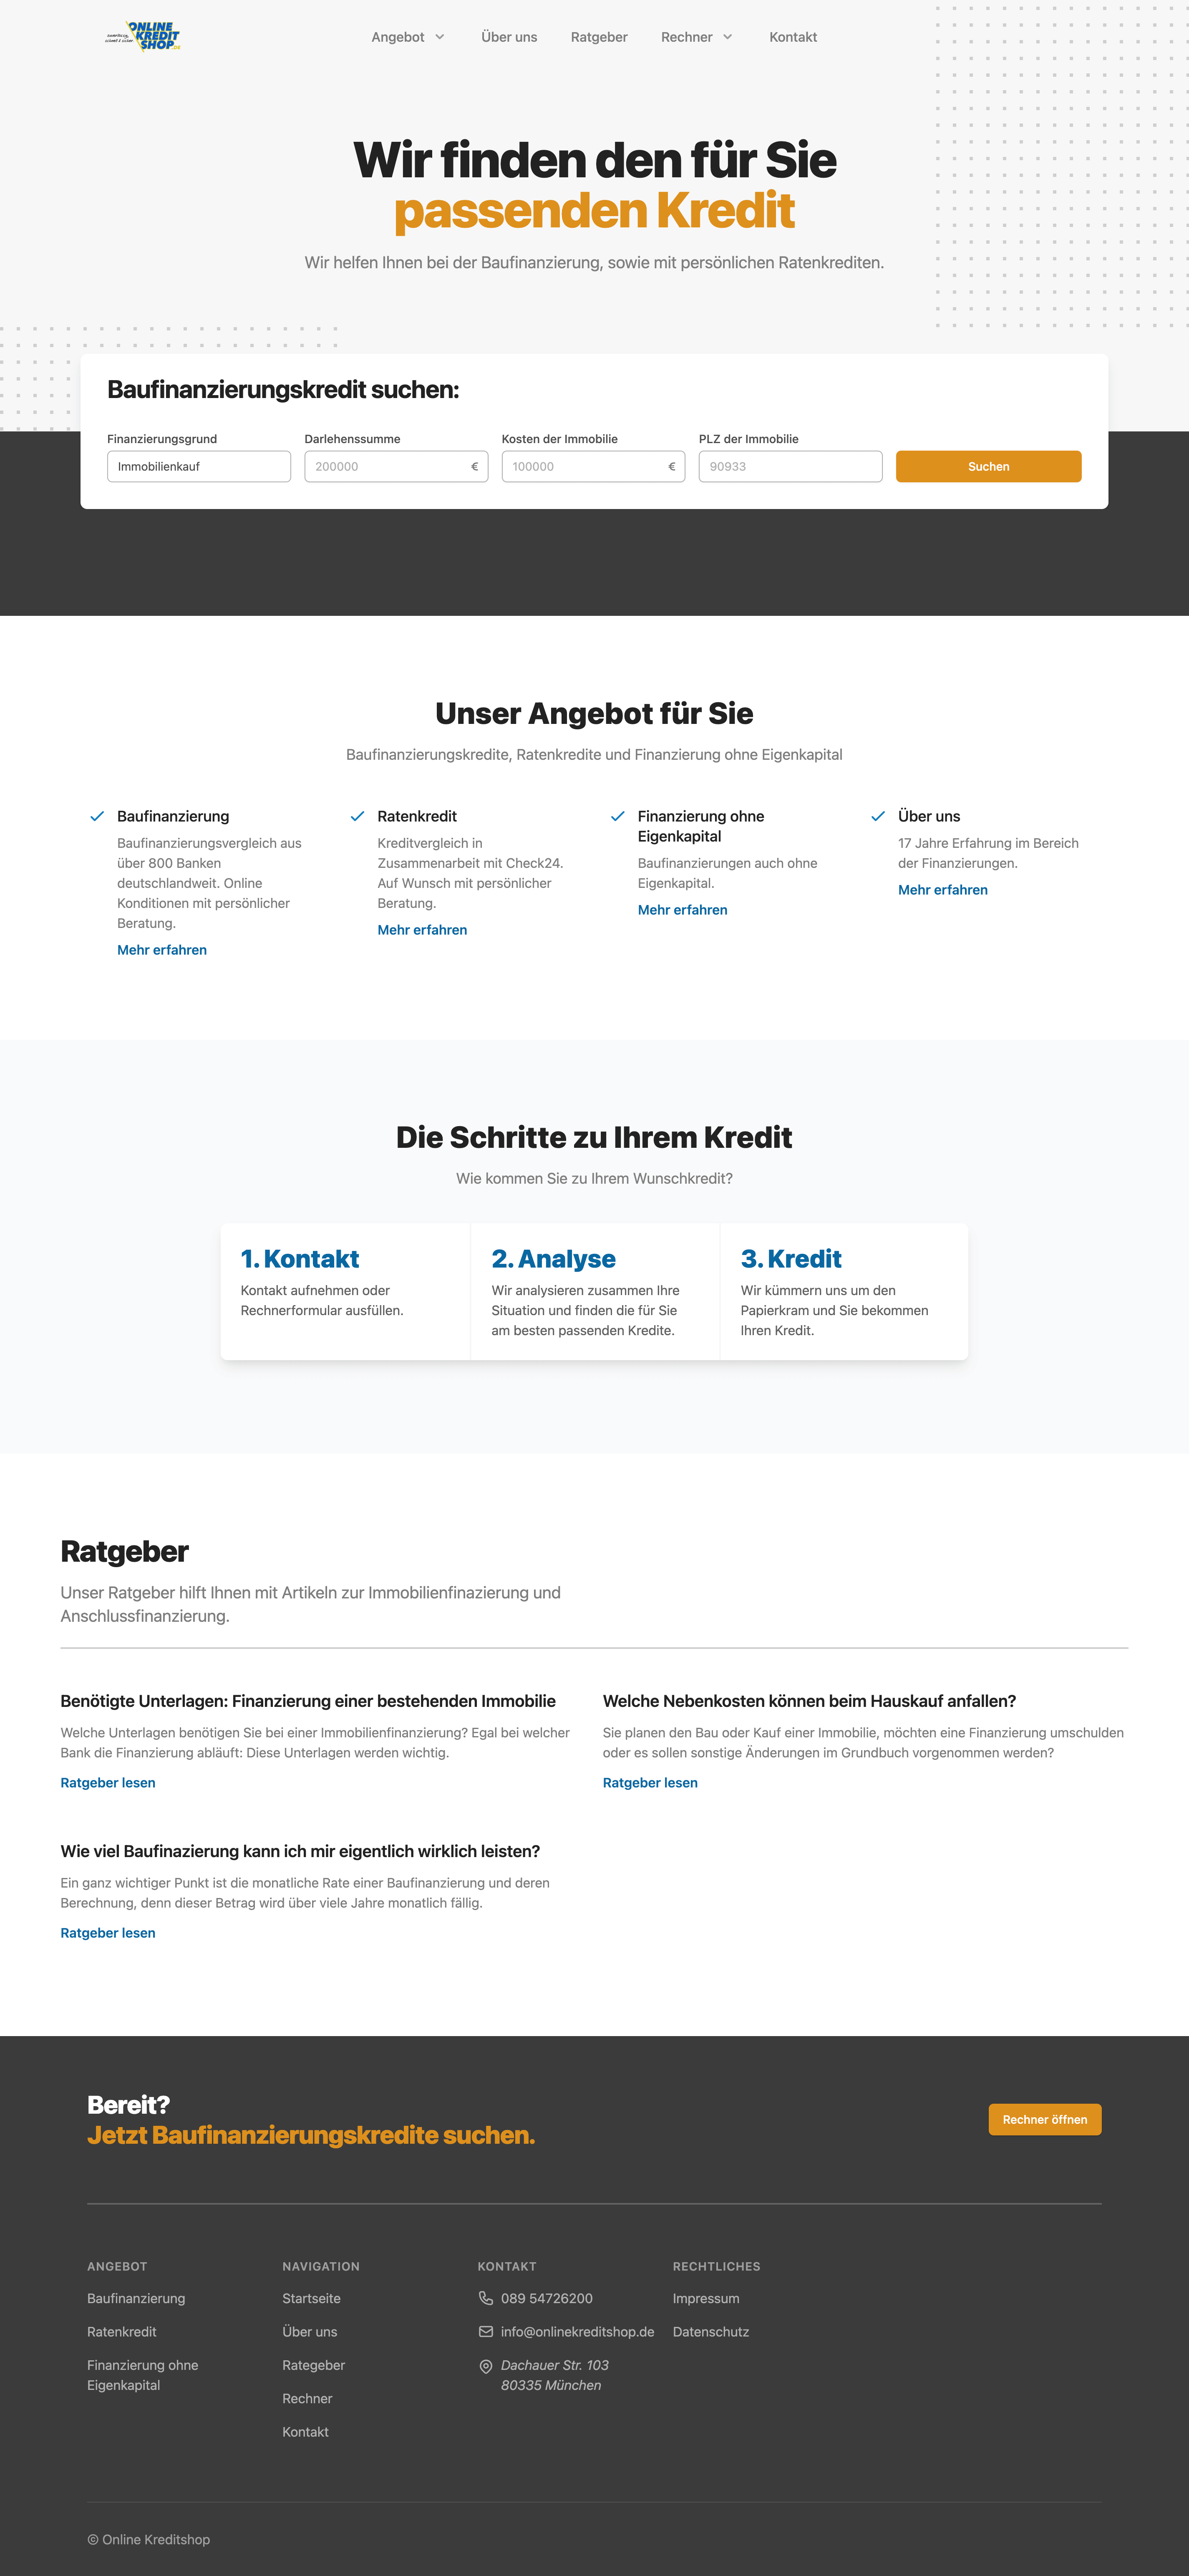 ONLINE
KREDIT
SHOP.DE
Angebot
Über uns
Ratgeber
Rechner
Kontakt
Wir finden den für Sie
passenden Kredit
Wir helfen Ihnen bei der Baufinanzierung, sowie mit persönlichen Ratenkrediten.
Baufinanzierungskredit suchen:
Finanzierungsgrund
Immobilienkauf
Darlehenssumme
200000 €
Kosten der Immobilie
100000 €
PLZ der Immobilie
90933
Suchen
Unser Angebot für Sie
Baufinanzierungskredite, Ratenkredite und Finanzierung ohne Eigenkapital
Baufinanzierung
Baufinanzierungsvergleich aus
über 800 Banken
deutschlandweit. Online
Konditionen mit persönlicher
Beratung.
Mehr erfahren
Ratenkredit
Kreditvergleich in
Zusammenarbeit mit Check24.
Auf Wunsch mit persönlicher
Beratung.
Mehr erfahren
Finanzierung ohne
Eigenkapital
Baufinanzierungen auch ohne
Eigenkapital.
Mehr erfahren
Über uns
17 Jahre Erfahrung im Bereich
der Finanzierungen.
Mehr erfahren
Die Schritte zu Ihrem Kredit
Wie kommen Sie zu Ihrem Wunschkredit?
1. Kontakt
Kontakt aufnehmen oder
Rechnerformular ausfüllen.
2. Analyse
Wir analysieren zusammen Ihre
Situation und finden die für Sie
am besten passenden Kredite.
3. Kredit
Wir kümmern uns um den
Papierkram und Sie bekommen
Ihren Kredit.
Ratgeber
Unser Ratgeber hilft Ihnen mit Artikeln zur Immobilienfinazierung und
Anschlussfinanzierung.
Benötigte Unterlagen: Finanzierung einer bestehenden Immobilie
Welche Unterlagen benötigen Sie bei einer Immobilienfinanzierung? Egal bei welcher
Bank die Finanzierung abläuft: Diese Unterlagen werden wichtig.
Ratgeber lesen
Welche Nebenkosten können beim Hauskauf anfallen?
Sie planen den Bau oder Kauf einer Immobilie, möchten eine Finanzierung umschulden
oder es sollen sonstige Änderungen im Grundbuch vorgenommen werden?
Ratgeber lesen
Wie viel Baufinazierung kann ich mir eigentlich wirklich leisten?
Ein ganz wichtiger Punkt ist die monatliche Rate einer Baufinanzierung und deren
Berechnung, denn dieser Betrag wird über viele Jahre monatlich fällig.
Ratgeber lesen
Bereit?
Jetzt Baufinanzierungskredite suchen.
Rechner öffnen
ANGEBOT
Baufinanzierung
Ratenkredit
Finanzierung ohne
Eigenkapital
NAVIGATION
Startseite
Über uns
Rategeber
Rechner
Kontakt
KONTAKT
089 54726200
info@onlinekreditshop.de
Dachauer Str. 103
80335 München
RECHTLICHES
Impressum
Datenschutz
© Online Kreditshop